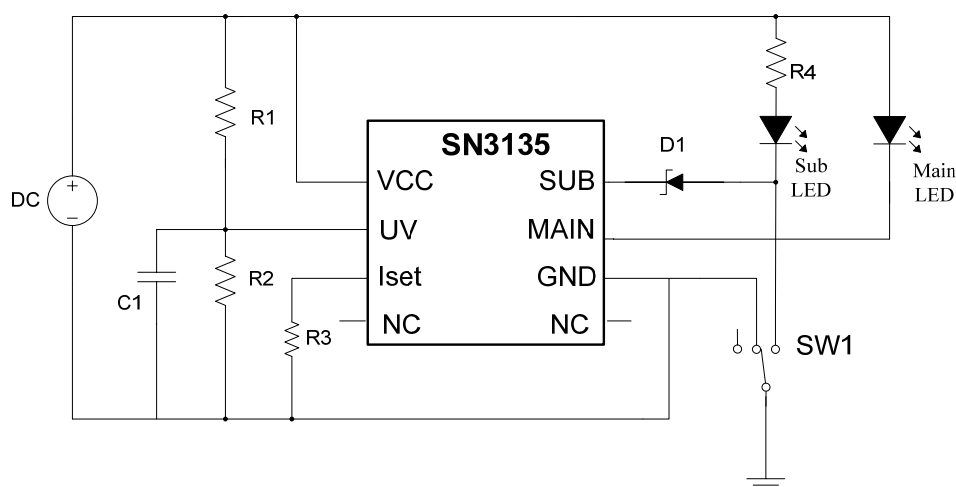 R4
R1
SN3135
D1
Sub
LED
Main
LED
VCC
SUB
DC
+
−
UV
MAIN
R2
Iset
GND
C1
R3
NC
NC
SW1